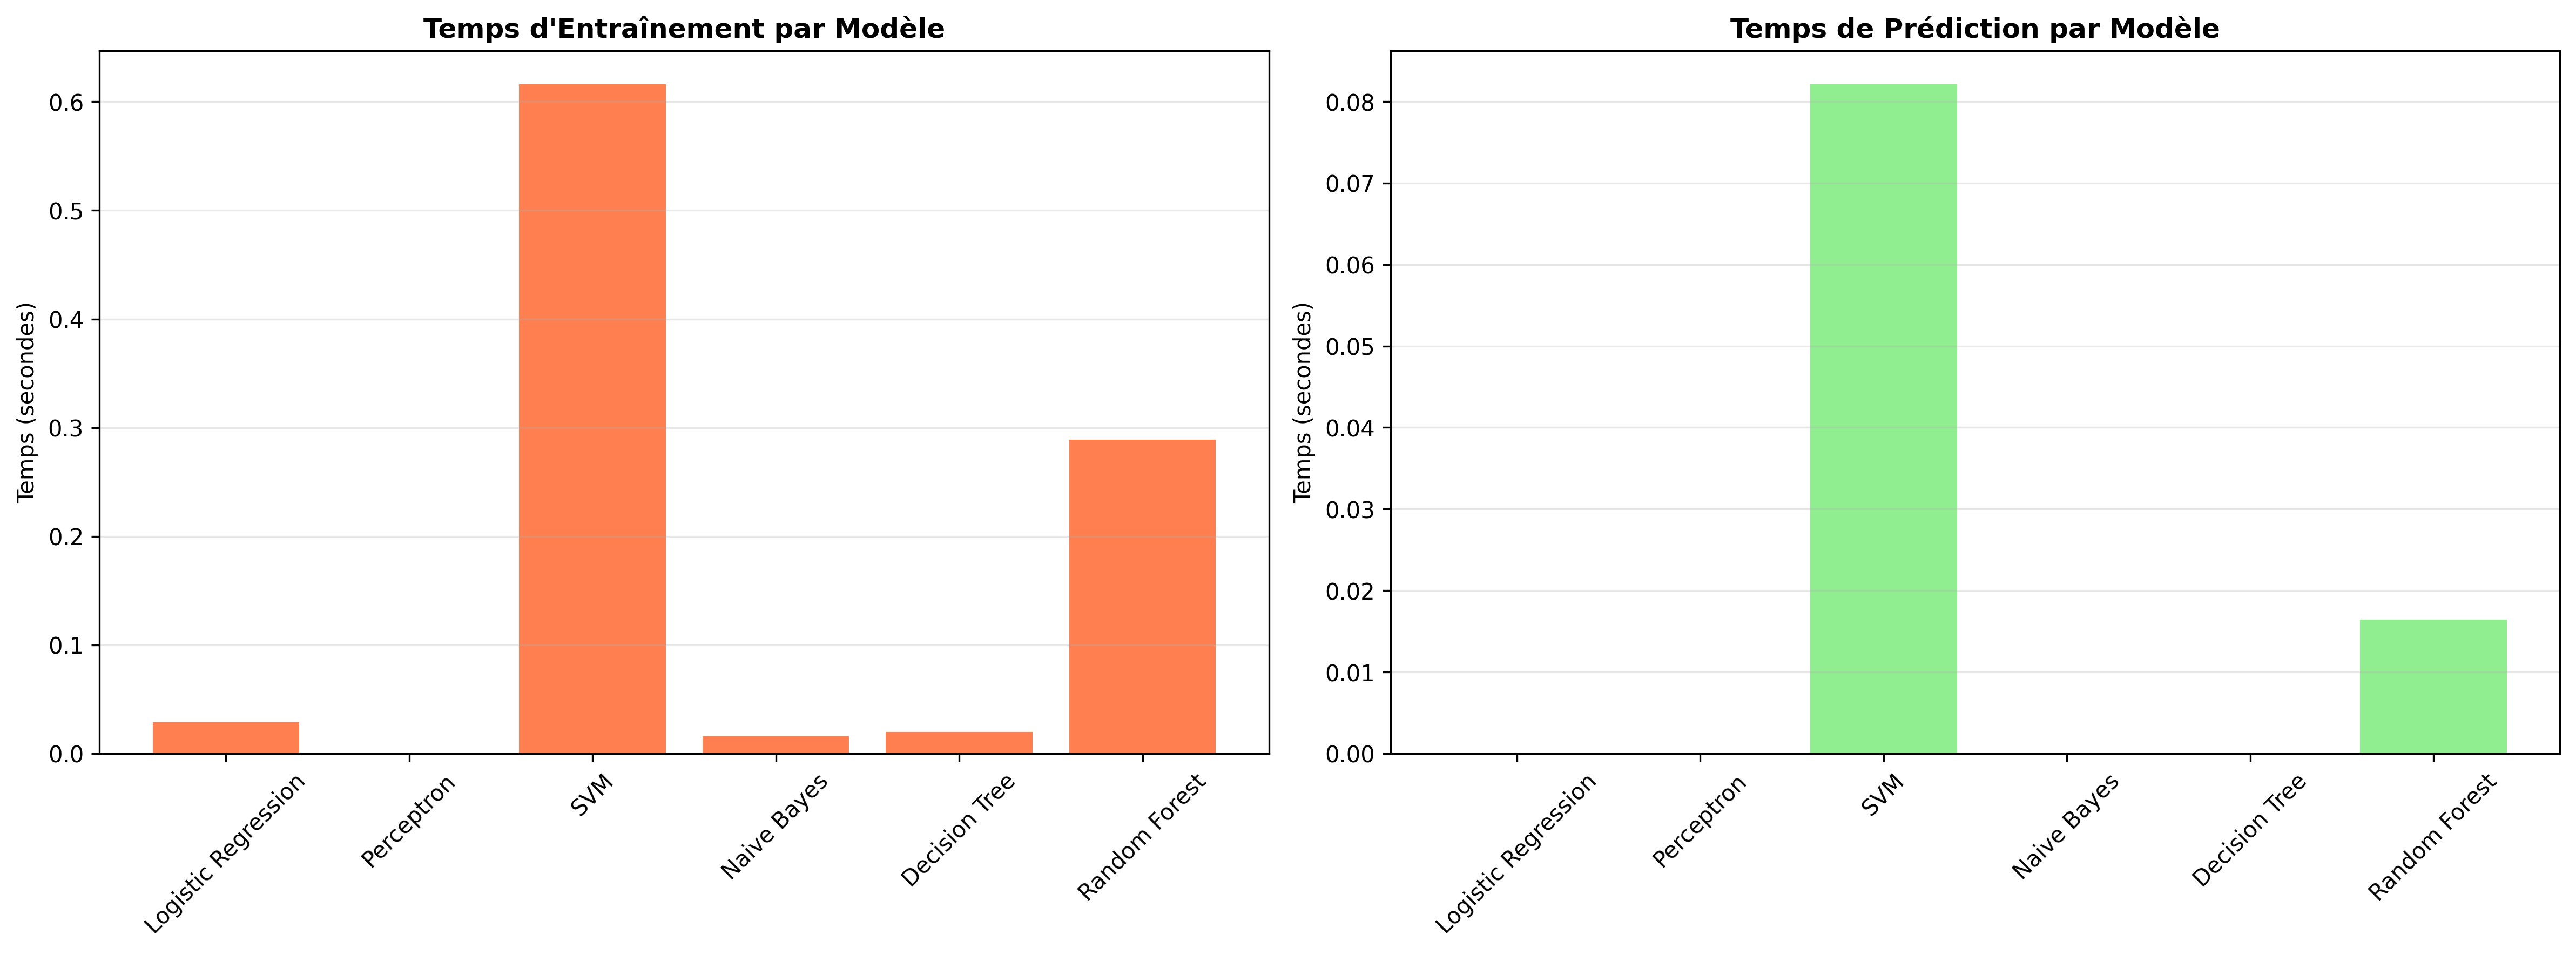 Temps d'Entraînement par Modèle
Temps (secondes)
0.6
0.5
0.4
0.3
0.2
0.1
0.0
Logistic Regression
Perceptron
SVM
Naive Bayes
Decision Tree
Random Forest
Temps de Prédiction par Modèle
Temps (secondes)
0.08
0.07
0.06
0.05
0.04
0.03
0.02
0.01
0.00
Logistic Regression
Perceptron
SVM
Naive Bayes
Decision Tree
Random Forest